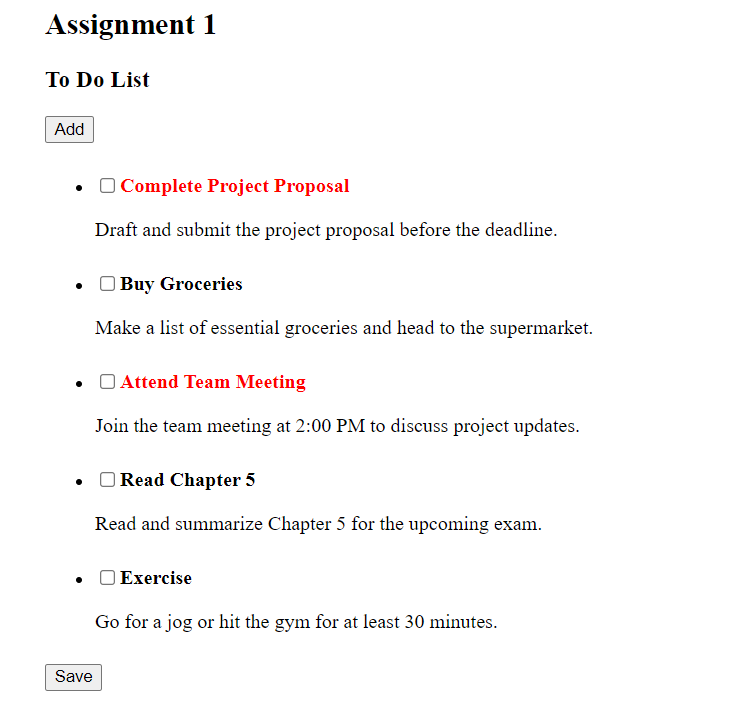 Assignment 1
To Do List
Add
Complete Project Proposal
Draft and submit the project proposal before the deadline.
Buy Groceries
Make a list of essential groceries and head to the supermarket.
Attend Team Meeting
Join the team meeting at 2:00 PM to discuss project updates.
Read Chapter 5
Read and summarize Chapter 5 for the upcoming exam.
Exercise
Go for a jog or hit the gym for at least 30 minutes.
Save